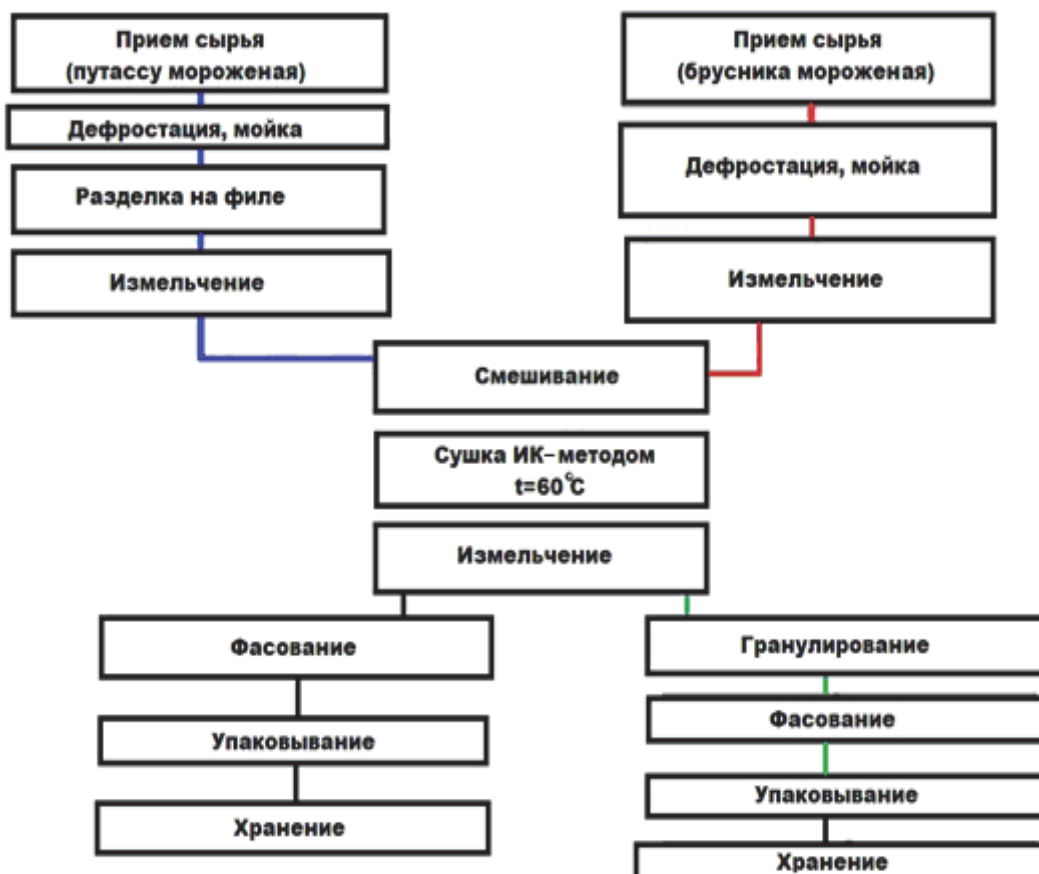 Прием сырья
(путассу мороженая)
Дефростация, мойка
Разделка на филе
Измельчение
Прием сырья
(брусника мороженая)
Дефростация, мойка
Измельчение
Смешивание
Сушка ИК-методом
t=60°C
Измельчение
Фасование
Упаковывание
Хранение
Гранулирование
Фасование
Упаковывание
Хранение